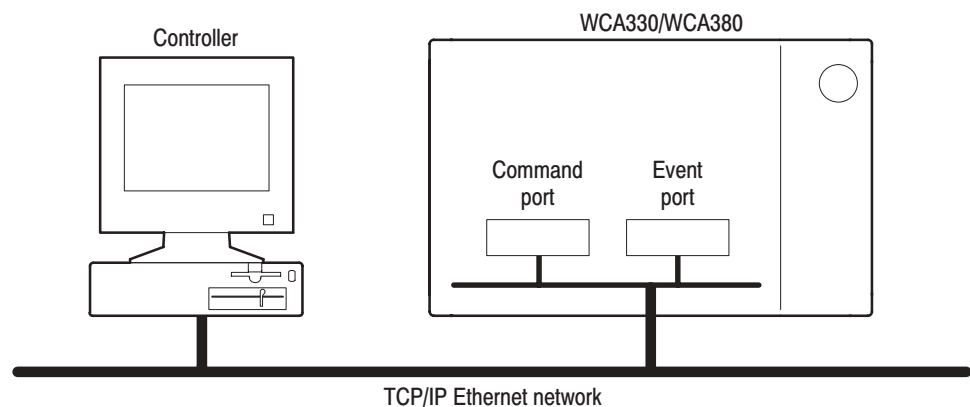 WCA330/WCA380
Controller
Command
port
Event
port
TCP/IP Ethernet network